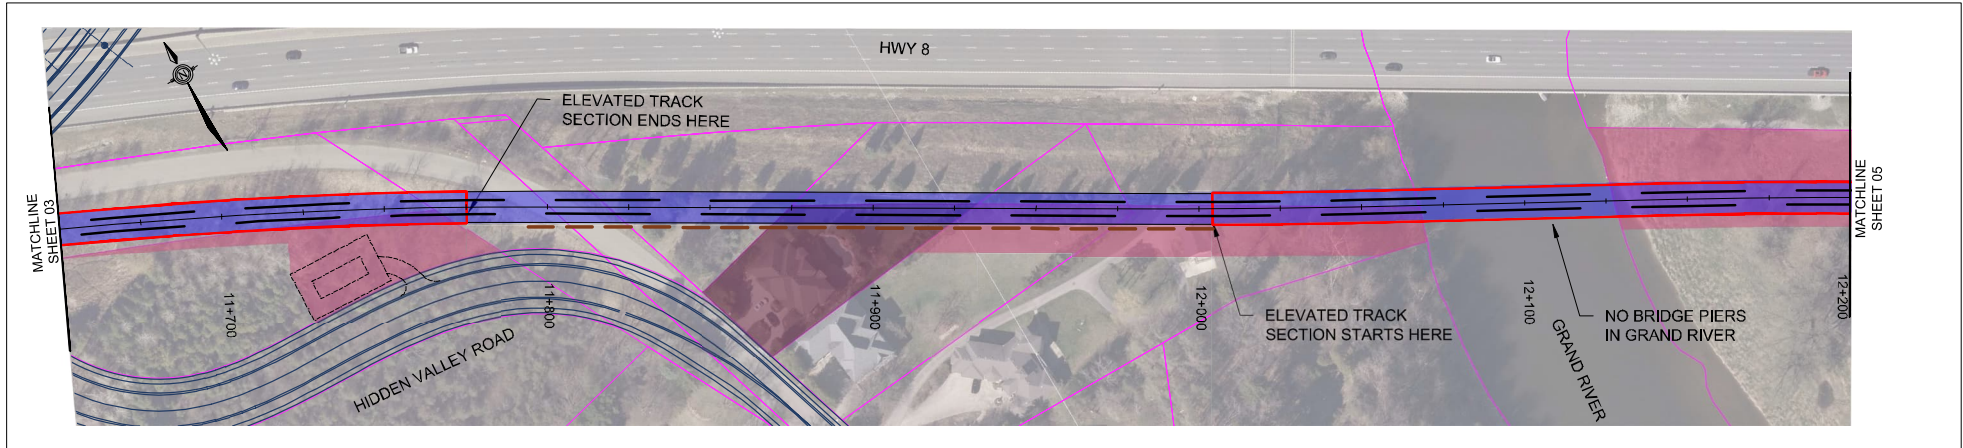 HWY 8
N
ELEVATED TRACK
SECTION ENDS HERE
MATCHLINE
SHEET 03
MATCHLINE
SHEET 05
11+700
11+800
11+900
12+000
12+100
12+200
ELEVATED TRACK
SECTION STARTS HERE
NO BRIDGE PIERS
IN GRAND RIVER
HIDDEN VALLEY ROAD
GRAND RIVER